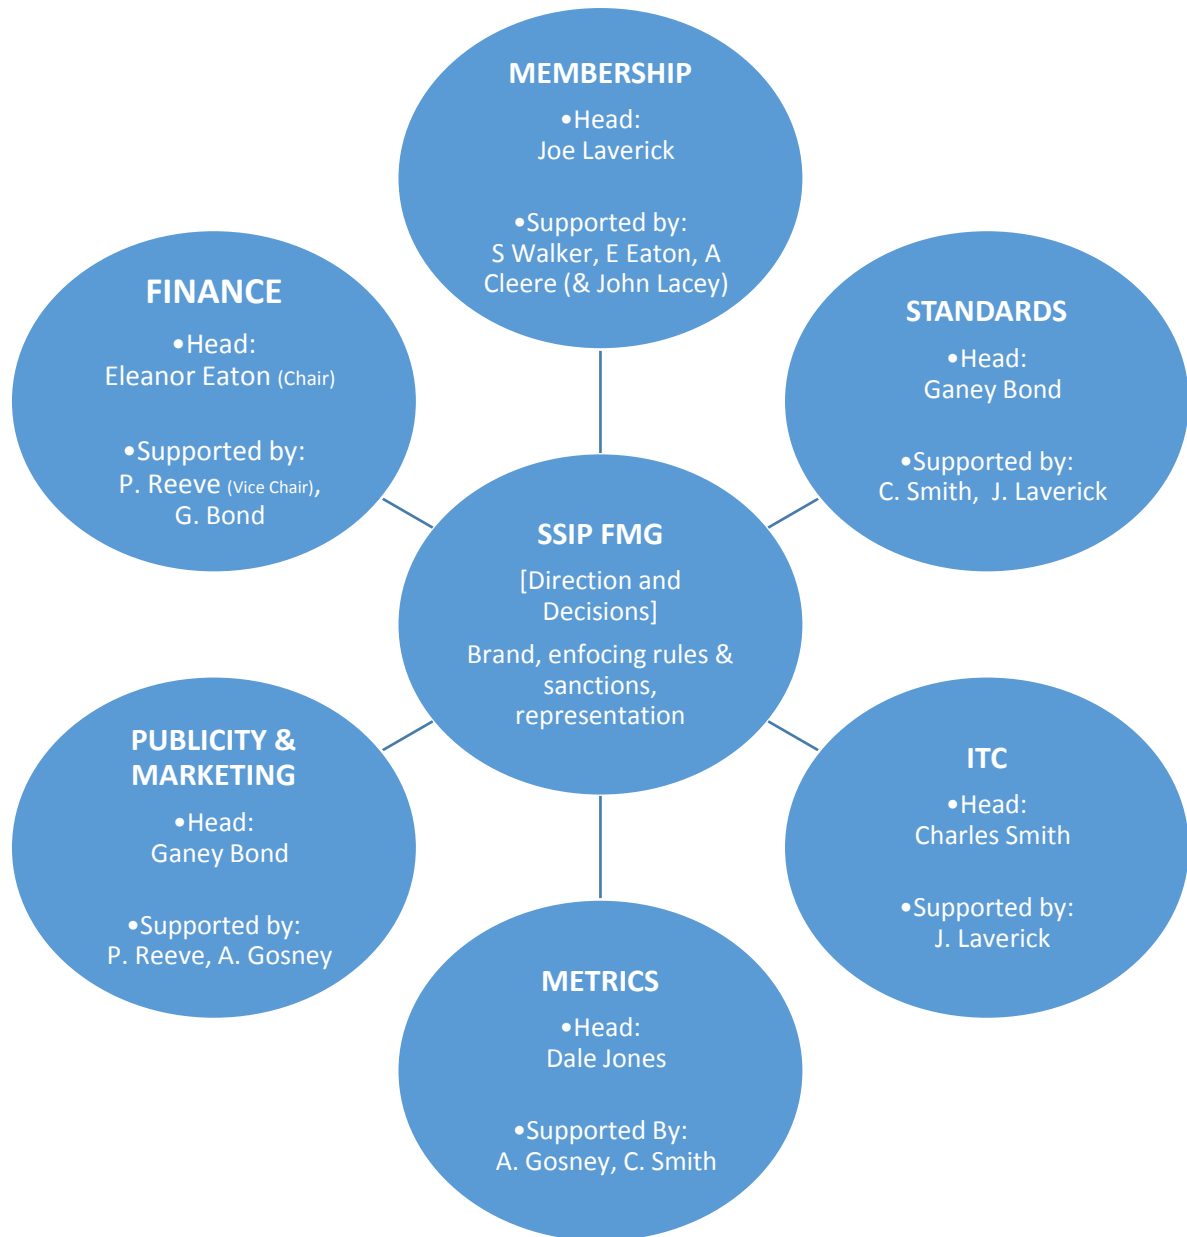 MEMBERSHIP
•Head:
Joe Laverick
•Supported by:
S Walker, E Eaton, A
Cleere (& John Lacey)
STANDARDS
•Head:
Ganey Bond
•Supported by:
C. Smith, J. Laverick
ITC
•Head:
Charles Smith
•Supported by:
J. Laverick
METRICS
•Head:
Dale Jones
•Supported By:
A. Gosney, C. Smith
PUBLICITY &
MARKETING
•Head:
Ganey Bond
•Supported by:
P. Reeve, A. Gosney
FINANCE
•Head:
Eleanor Eaton (Chair)
•Supported by:
P. Reeve (Vice Chair),
G. Bond
SSIP FMG
[Direction and
Decisions]
Brand, enfocing rules &
sanctions,
representation